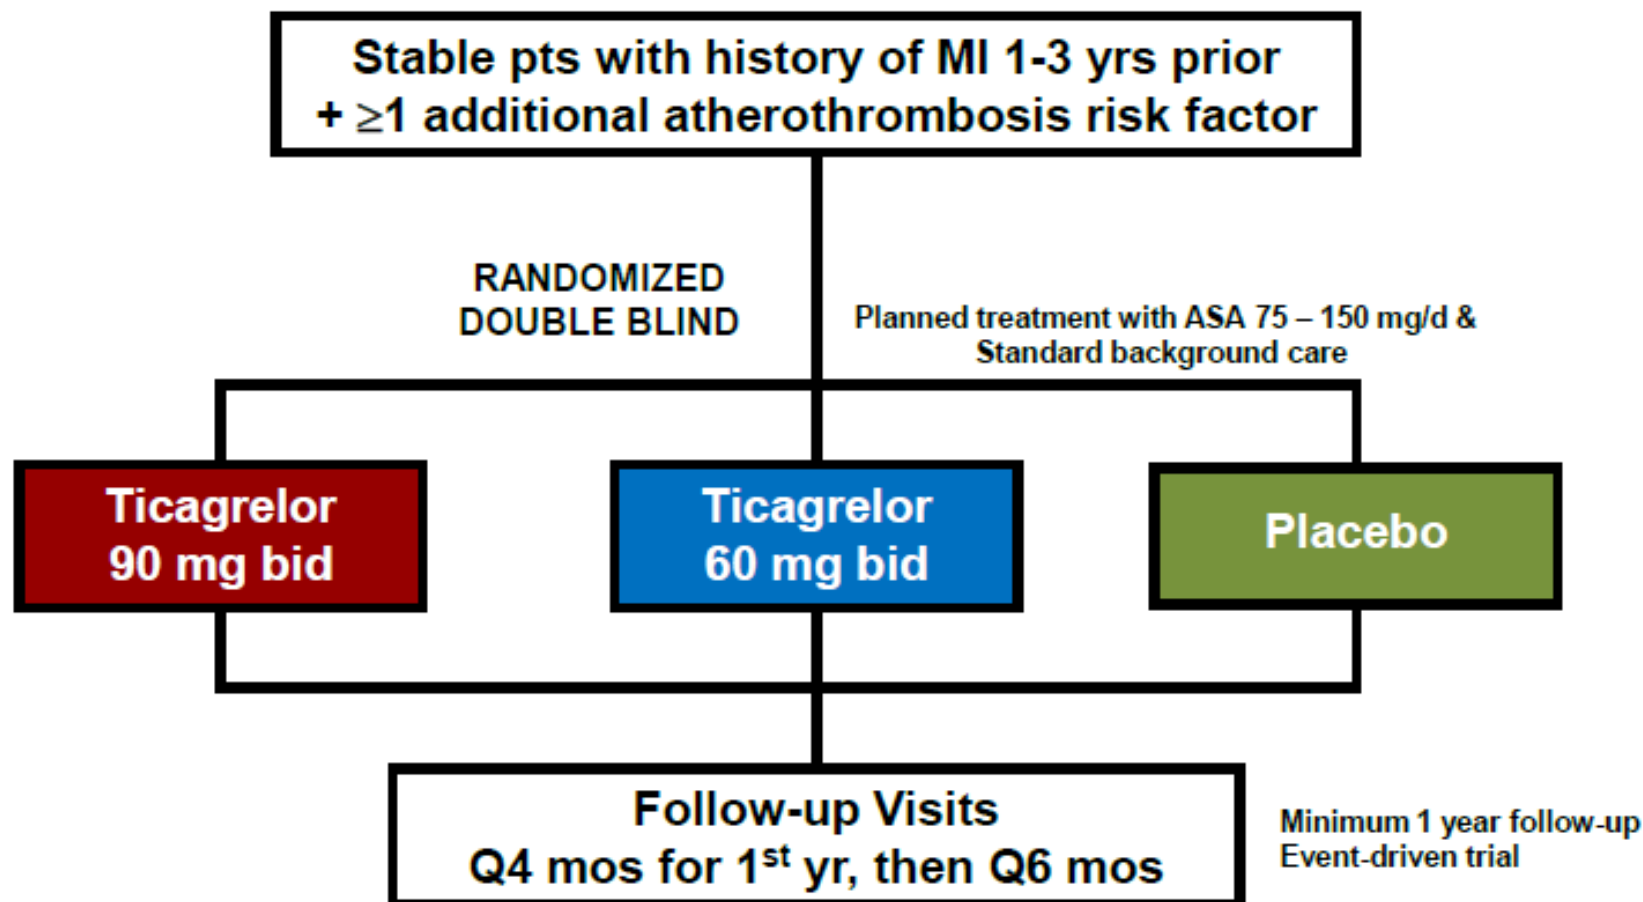 Stable pts with history of MI 1-3 yrs prior
+ ≥1 additional atherothrombosis risk factor
RANDOMIZED
DOUBLE BLIND
Planned treatment with ASA 75 – 150 mg/d &
Standard background care
Ticagrelor
90 mg bid
Ticagrelor
60 mg bid
Placebo
Follow-up Visits
Q4 mos for 1st yr, then Q6 mos
Minimum 1 year follow-up
Event-driven trial